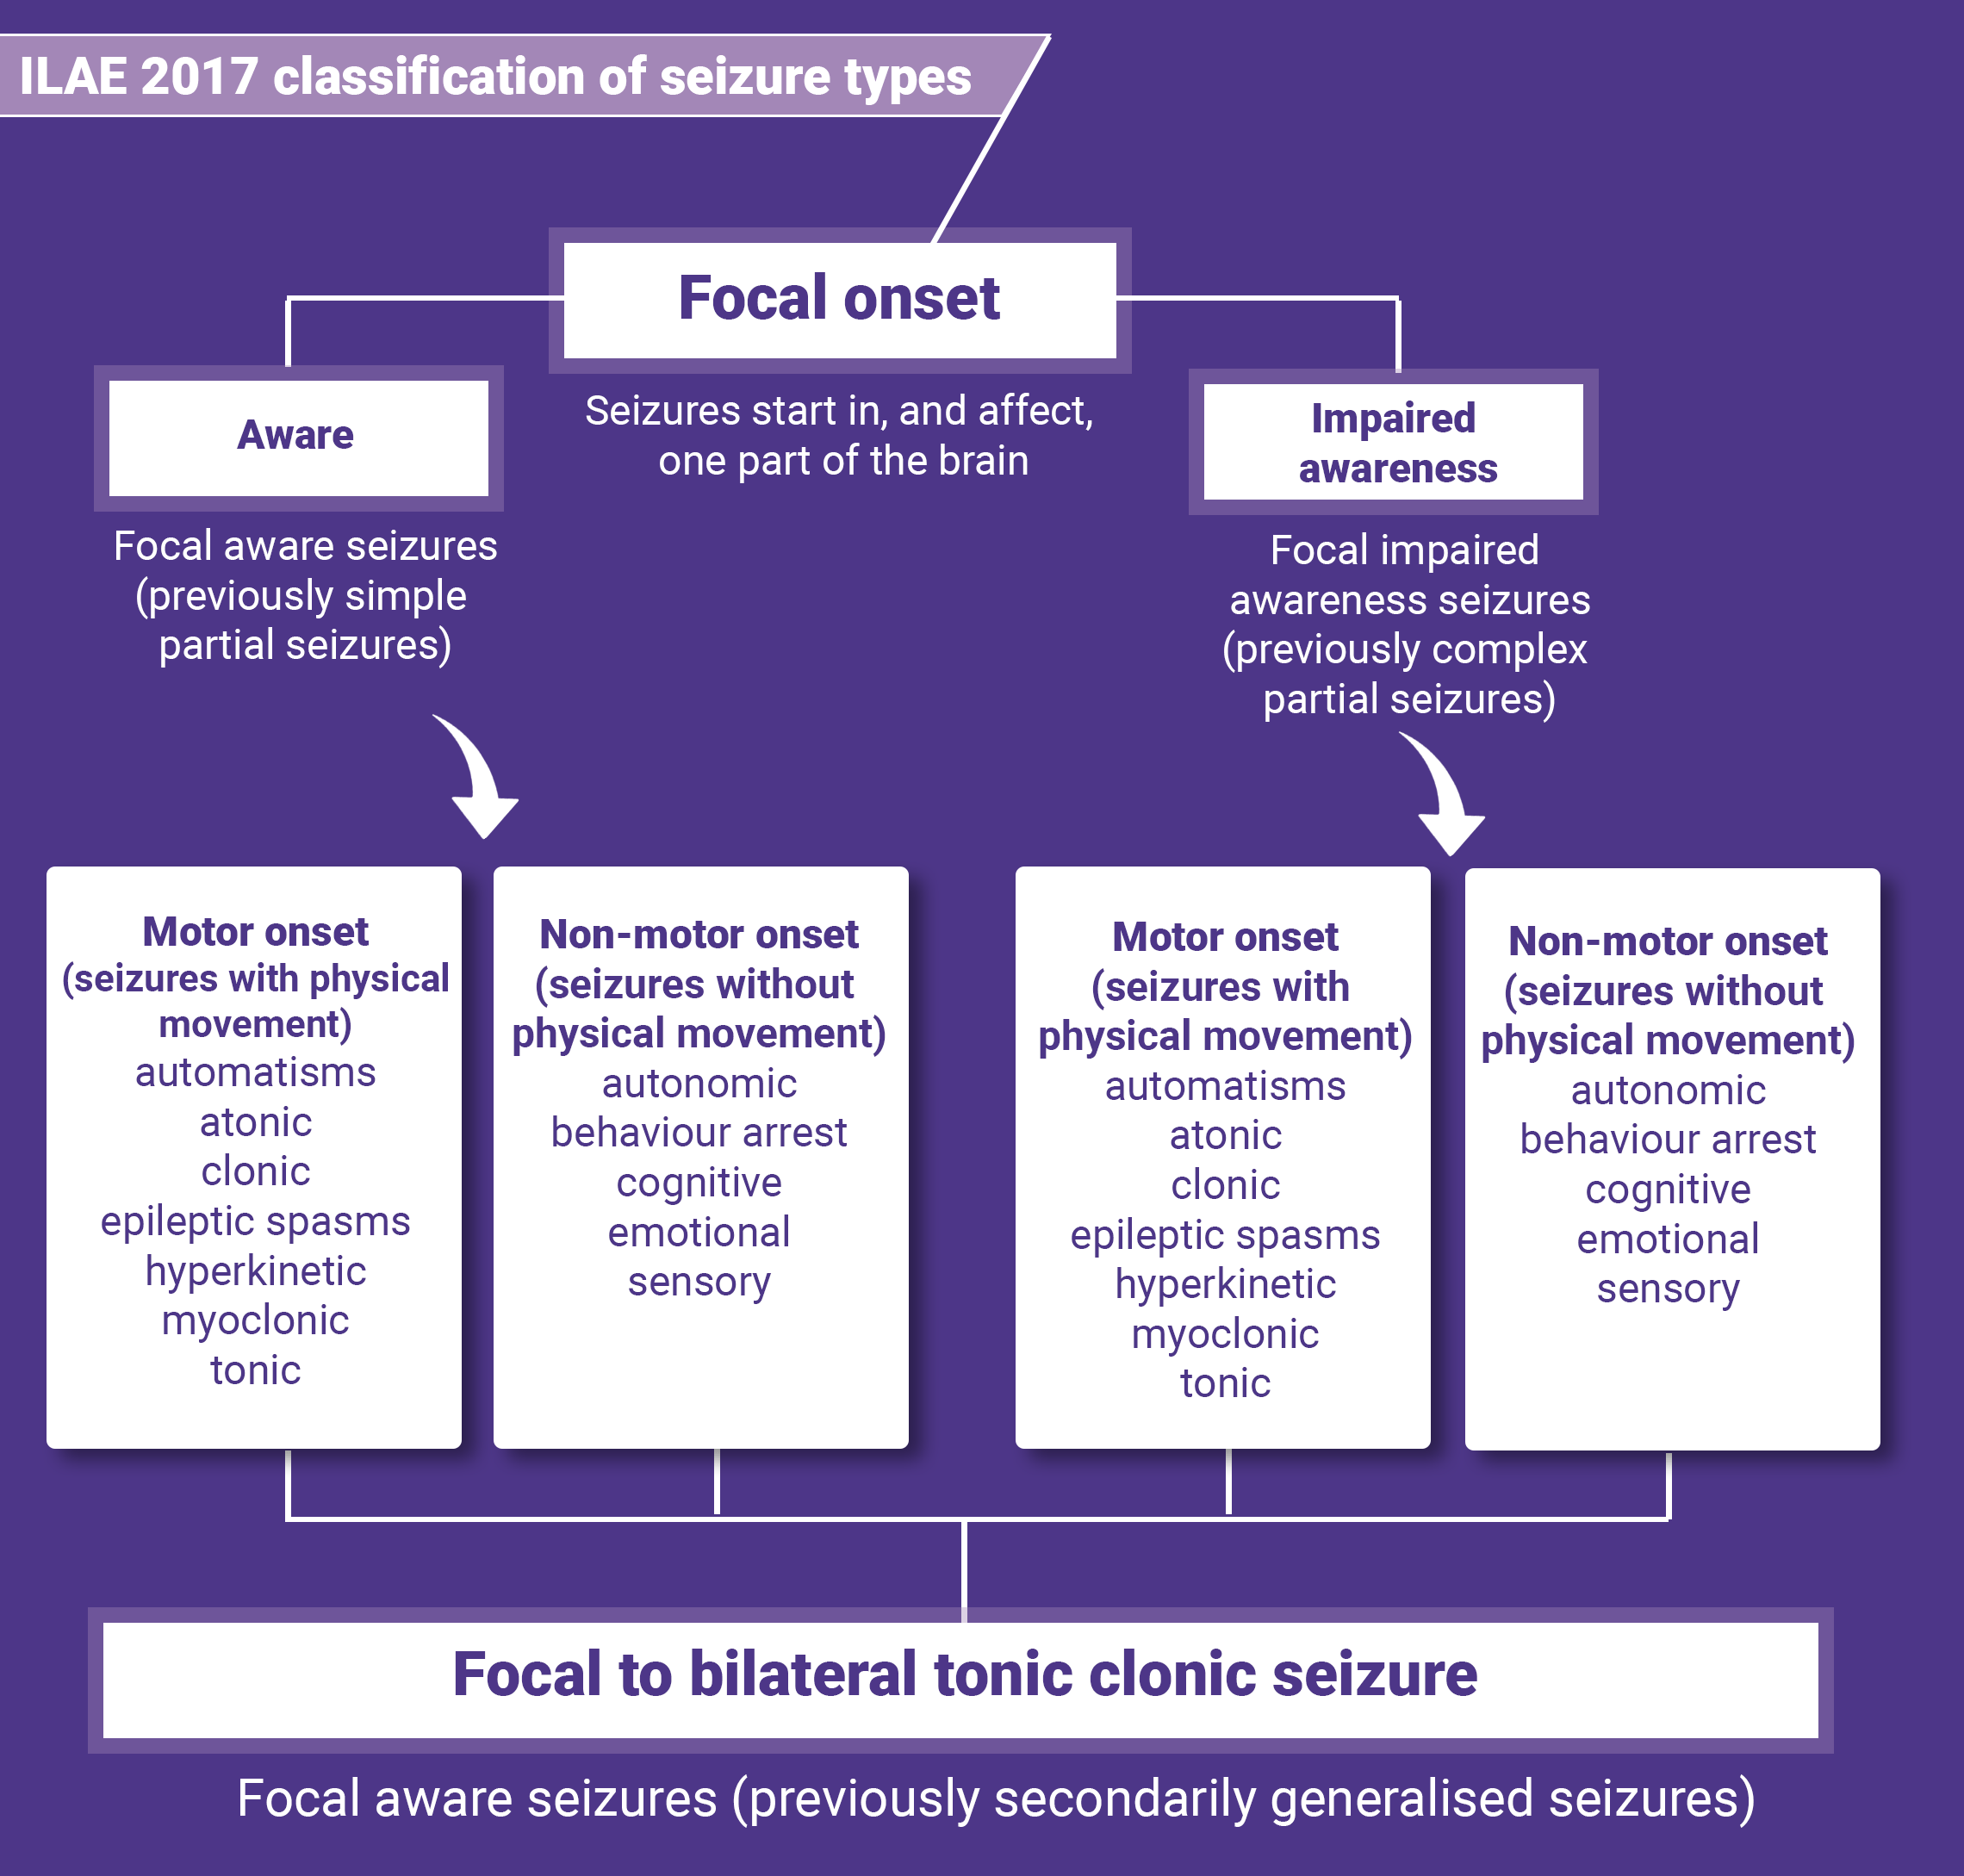 ILAE 2017 classification of seizure types
Focal onset
Seizures start in, and affect,
one part of the brain
Aware
Focal aware seizures
(previously simple
partial seizures)
Impaired
awareness
Focal impaired
awareness seizures
(previously complex
partial seizures)
Motor onset
(seizures with physical
movement)
automatisms
atonic
clonic
epileptic spasms
hyperkinetic
myoclonic
tonic
Non-motor onset
(seizures without
physical movement)
autonomic
behaviour arrest
cognitive
emotional
sensory
Motor onset
(seizures with
physical movement)
automatisms
atonic
clonic
epileptic spasms
hyperkinetic
myoclonic
tonic
Non-motor onset
(seizures without
physical movement)
autonomic
behaviour arrest
cognitive
emotional
sensory
Focal to bilateral tonic clonic seizure
Focal aware seizures (previously secondarily generalised seizures)